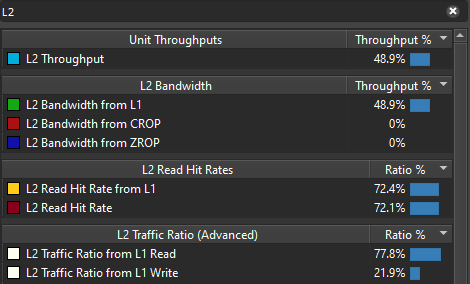 L2
Unit Throughputs Throughput %
L2 Throughput 48.9%
L2 Bandwidth Throughput %
L2 Bandwidth from L1 48.9%
L2 Bandwidth from CROP 0%
L2 Bandwidth from ZROP 0%
L2 Read Hit Rates Ratio %
L2 Read Hit Rate from L1 72.4%
L2 Read Hit Rate 72.1%
L2 Traffic Ratio (Advanced) Ratio %
L2 Traffic Ratio from L1 Read 77.8%
L2 Traffic Ratio from L1 Write 21.9%